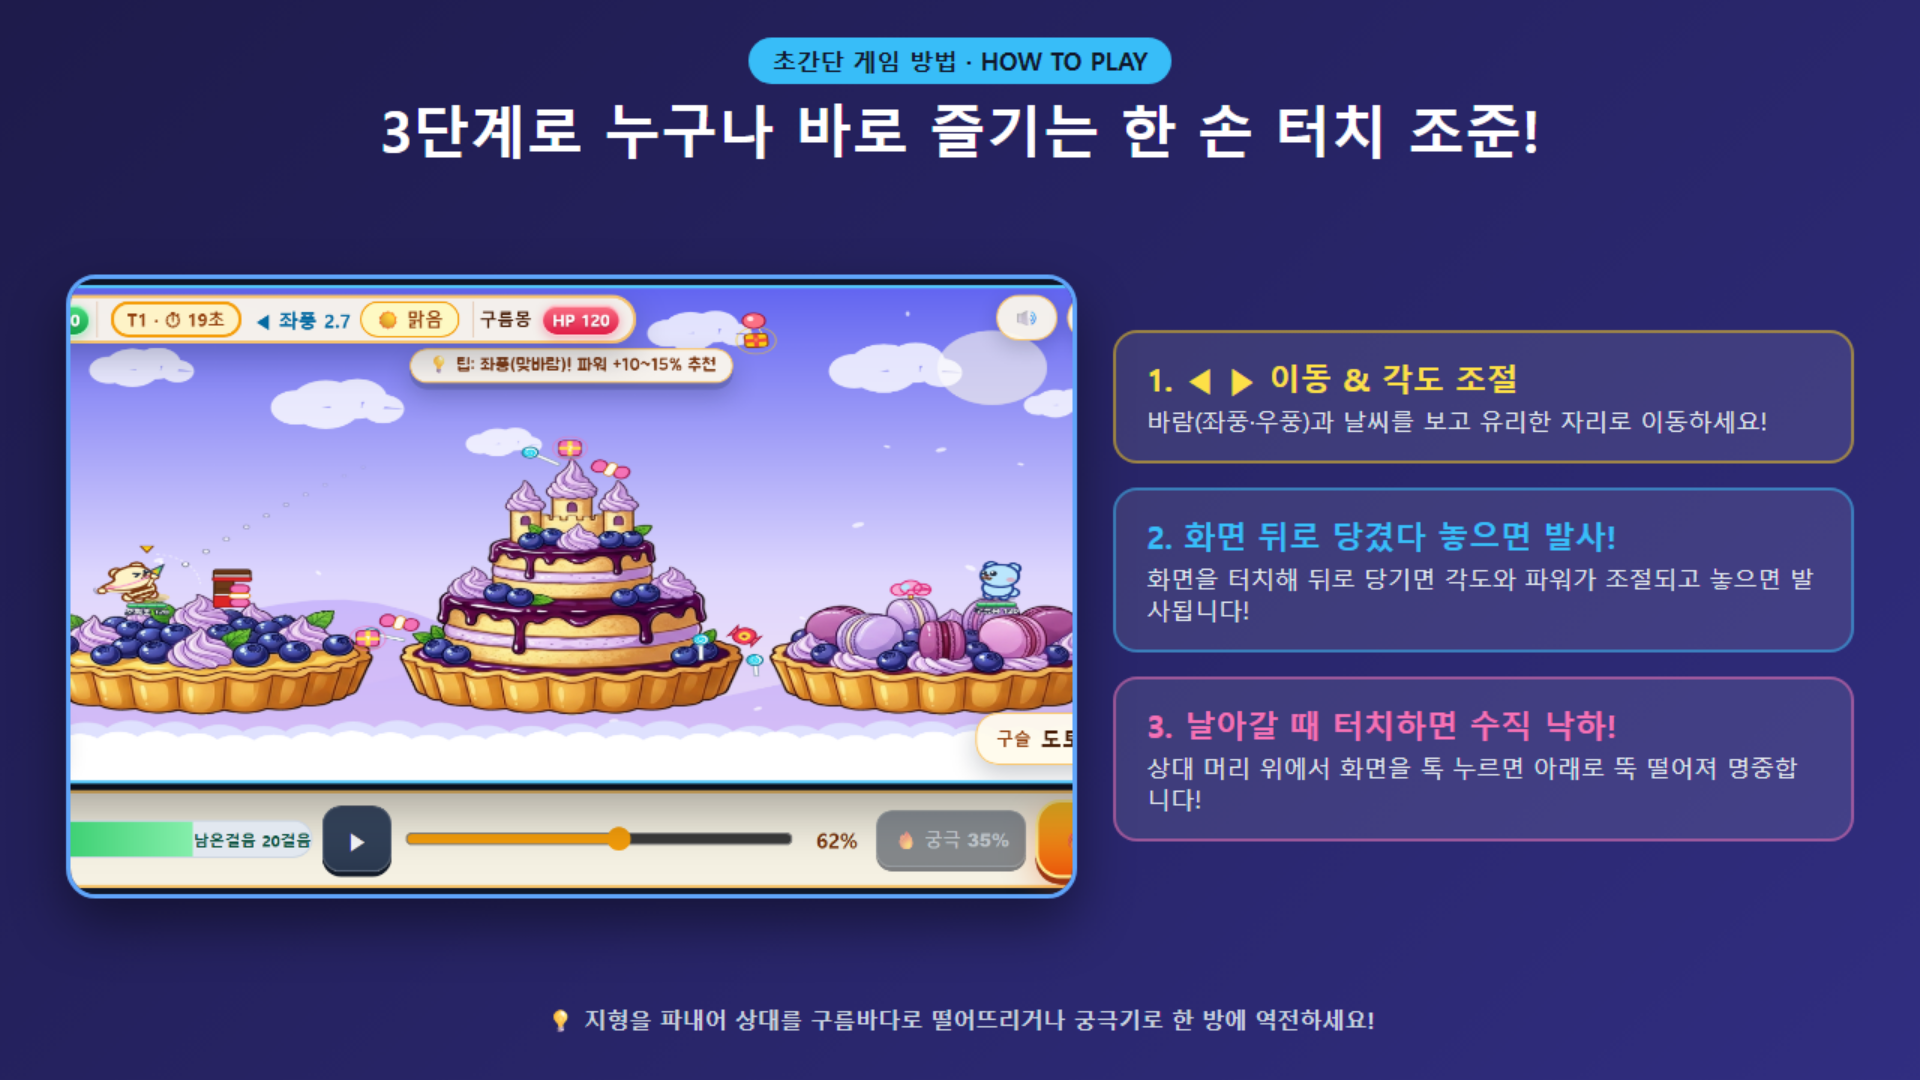 초간단 게임 방법 · HOW TO PLAY
3단계로 누구나 바로 즐기는 한 손 터치 조준!
0 T1 · ⏱ 19초 ◀ 좌풍 2.7 맑음 구름몽 HP 120
💡 팁: 좌풍(맞바람)! 파워 +10~15% 추천
구슬 도토
남은걸음 20걸음 ▶ 62% 🔥 궁극 35%
1. ◀ ▶ 이동 & 각도 조절
바람(좌풍·우풍)과 날씨를 보고 유리한 자리로 이동하세요!
2. 화면 뒤로 당겼다 놓으면 발사!
화면을 터치해 뒤로 당기면 각도와 파워가 조절되고 놓으면 발
사됩니다!
3. 날아갈 때 터치하면 수직 낙하!
상대 머리 위에서 화면을 톡 누르면 아래로 뚝 떨어져 명중합
니다!
💡 지형을 파내어 상대를 구름바다로 떨어뜨리거나 궁극기로 한 방에 역전하세요!